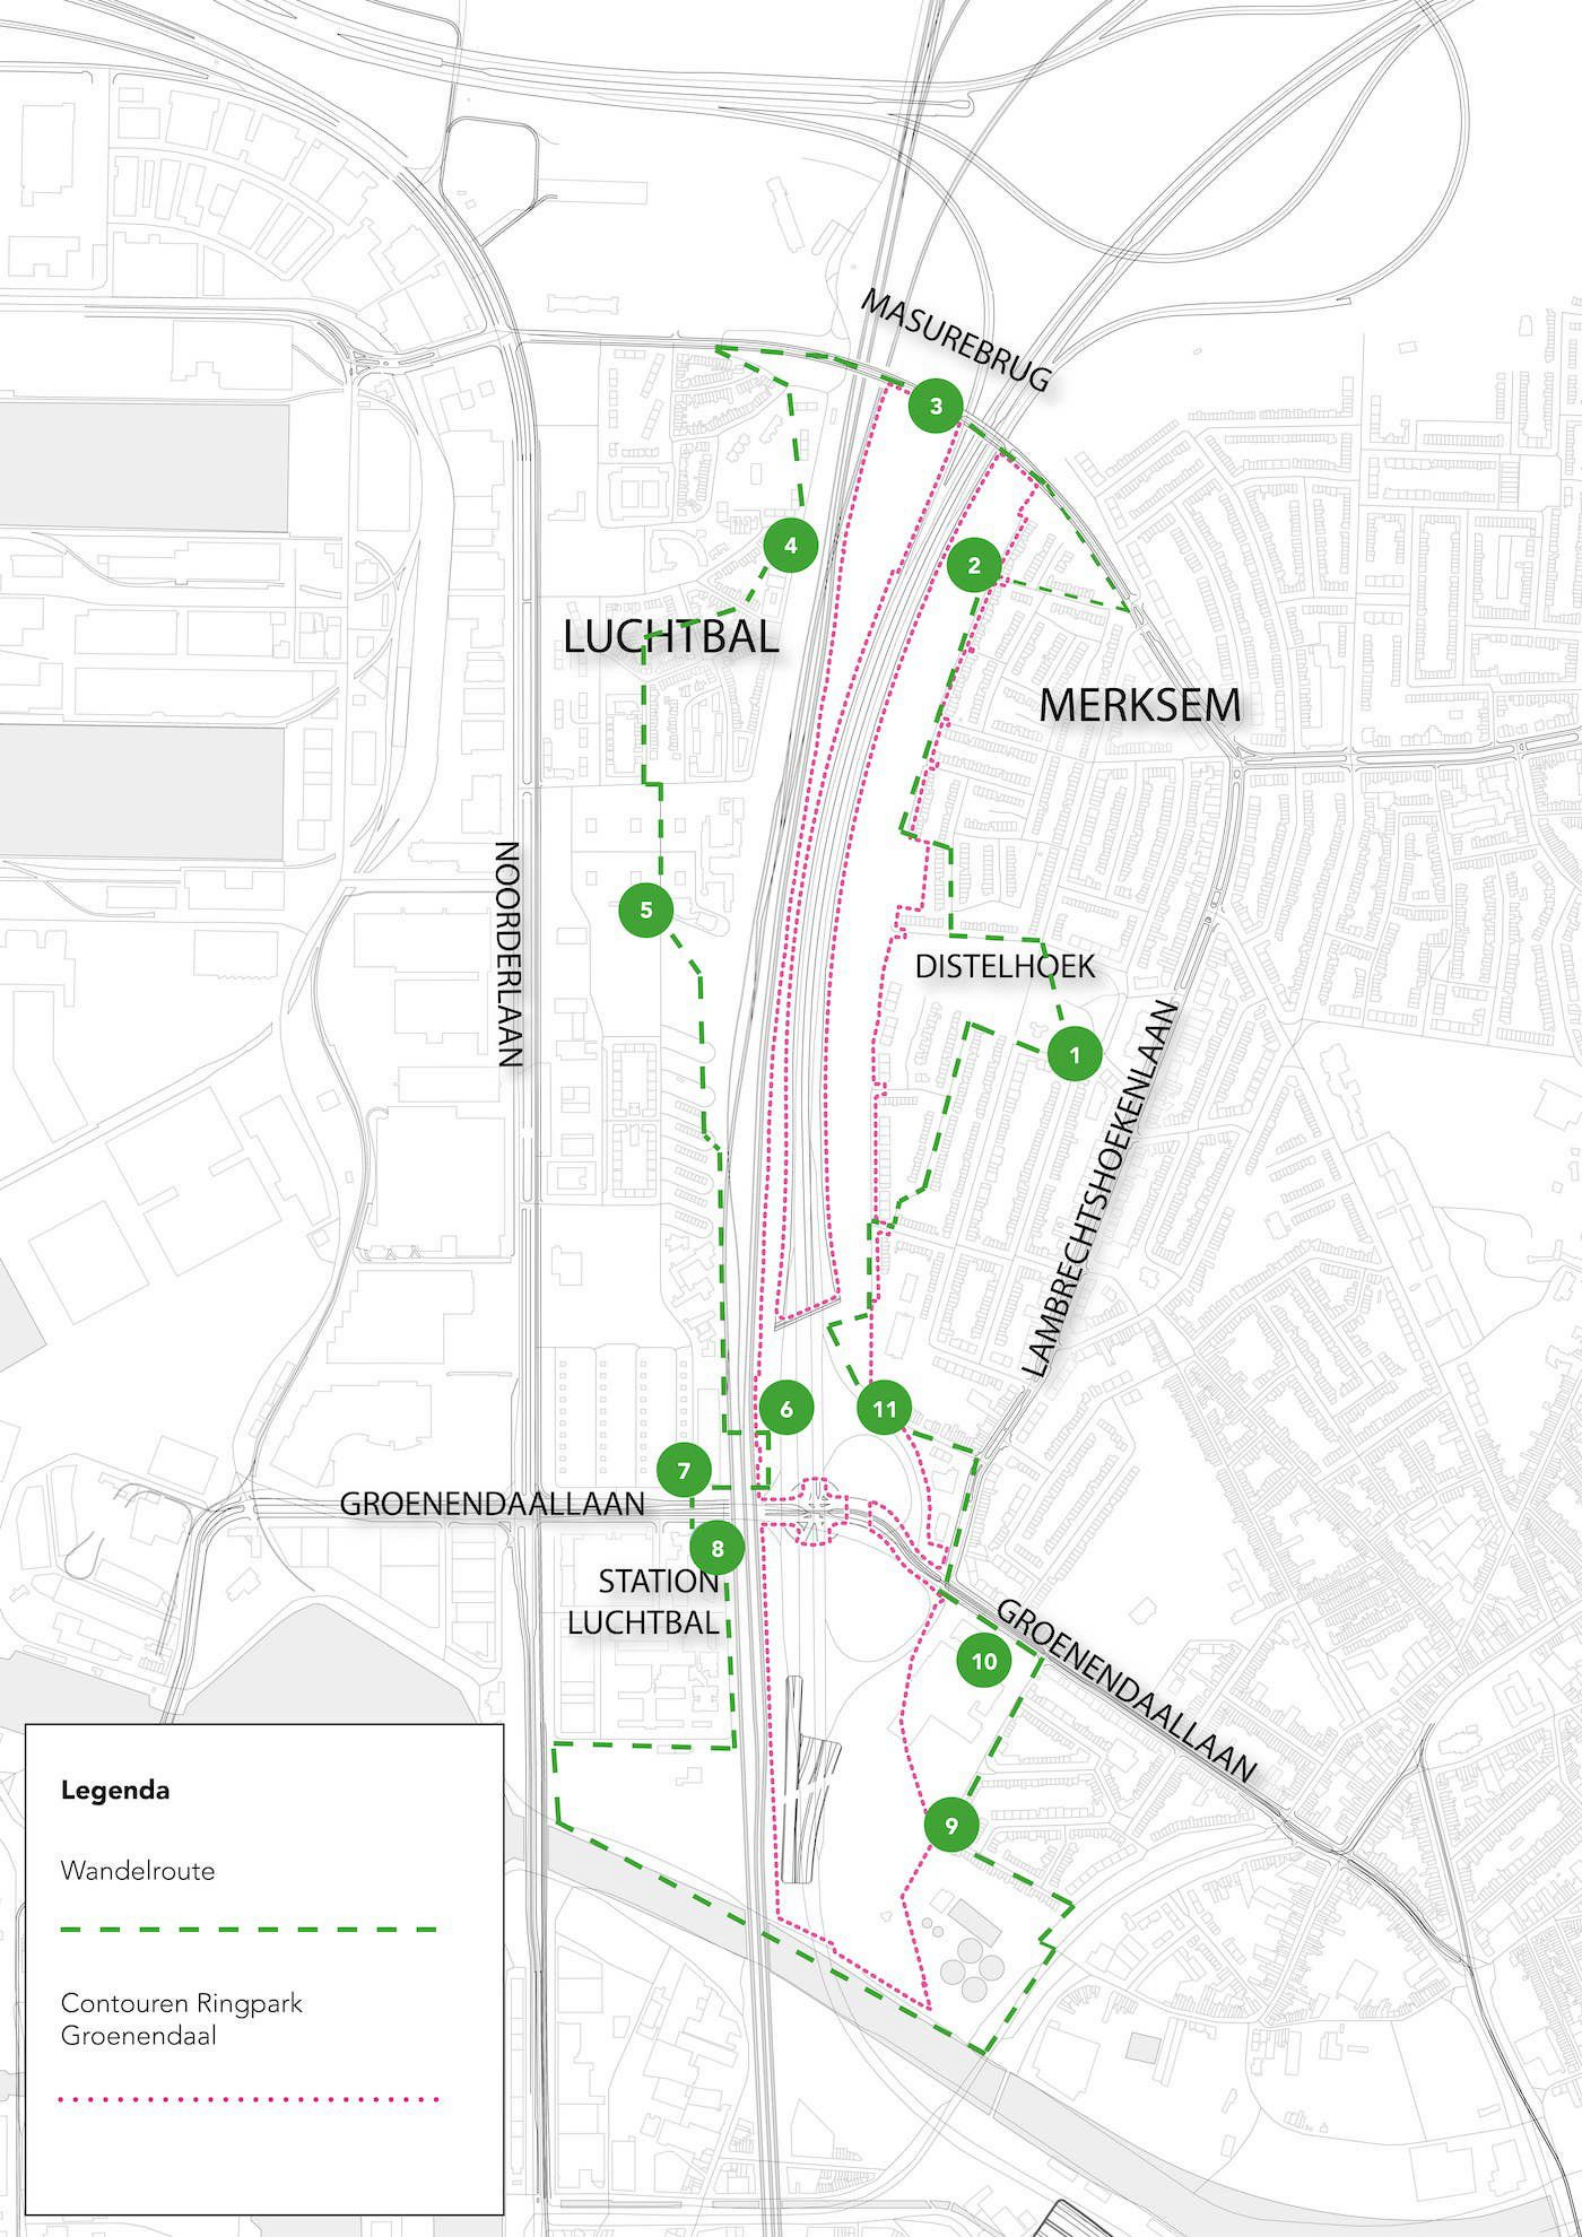 MASUREBRUG
3
4
2
LUCHTBAL
MERKSEM
NOORDERLAAN
5
DISTELHOEK
1
LAMBRECHTSHOEKENLAAN
6
11
7
GROENENDAALLAAN
8
STATION
LUCHTBAL
GROENENDAALLAAN
10
9
Legenda
Wandelroute
Contouren Ringpark
Groenendaal